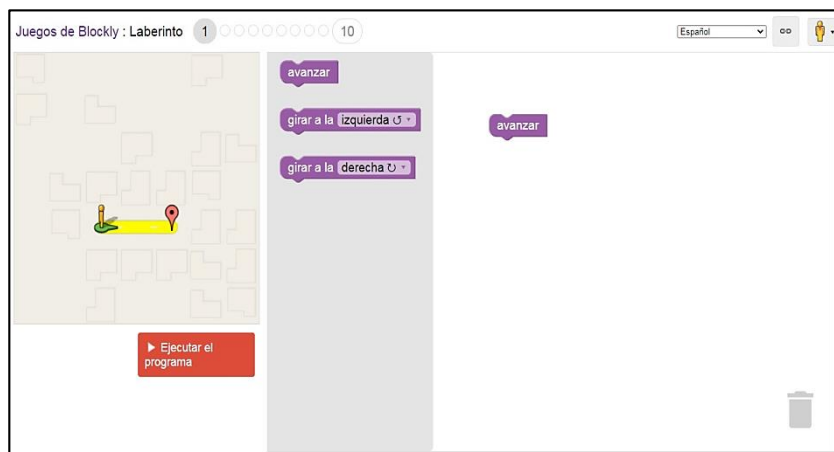 Juegos de Blockly : Laberinto 1 10
Español
avanzar
girar a la izquierda ↺
girar a la derecha ↻
avanzar
Ejecutar el
programa